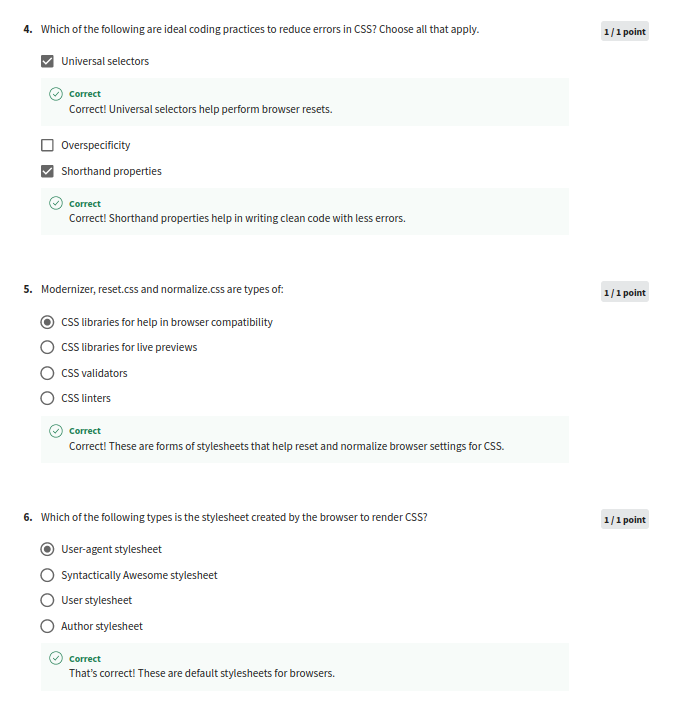 4. Which of the following are ideal coding practices to reduce errors in CSS? Choose all that apply.
1 / 1 point
Universal selectors
Correct
Correct! Universal selectors help perform browser resets.
Overspecificity
Shorthand properties
Correct
Correct! Shorthand properties help in writing clean code with less errors.
5. Modernizer, reset.css and normalize.css are types of:
1 / 1 point
CSS libraries for help in browser compatibility
CSS libraries for live previews
CSS validators
CSS linters
Correct
Correct! These are forms of stylesheets that help reset and normalize browser settings for CSS.
6. Which of the following types is the stylesheet created by the browser to render CSS?
1 / 1 point
User-agent stylesheet
Syntactically Awesome stylesheet
User stylesheet
Author stylesheet
Correct
That's correct! These are default stylesheets for browsers.